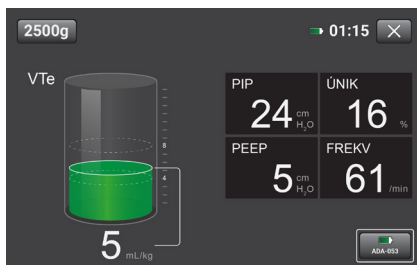 2500g
01:15
VTe
8
4
5 mL/kg
PIP
24 cm H₂O
ÚNIK
16 %
PEEP
5 cm H₂O
FREKV
61 /min
ADA-053